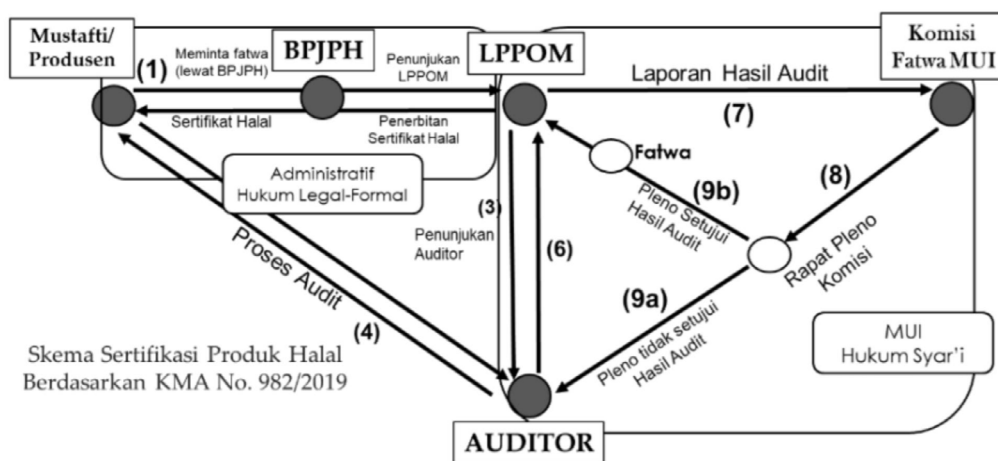 Mustafti/
Produsen
(1)
Meminta fatwa
(lewat BPJPH)
BPJPH
Penunjukan
LPPOM
LPPOM
Komisi
Fatwa MUI
Laporan Hasil Audit
(7)
Sertifikat Halal
Penerbitan
Sertifikat Halal
Administratif
Hukum Legal-Formal
Fatwa
(9b)
Pleno Setujui
Hasil Audit
(8)
Rapat Pleno
Komisi
(3)
Penunjukan
Auditor
(6)
Proses Audit
(4)
(9a)
Pleno tidak setujui
Hasil Audit
MUI
Hukum Syar'i
Skema Sertifikasi Produk Halal
Berdasarkan KMA No. 982/2019
AUDITOR